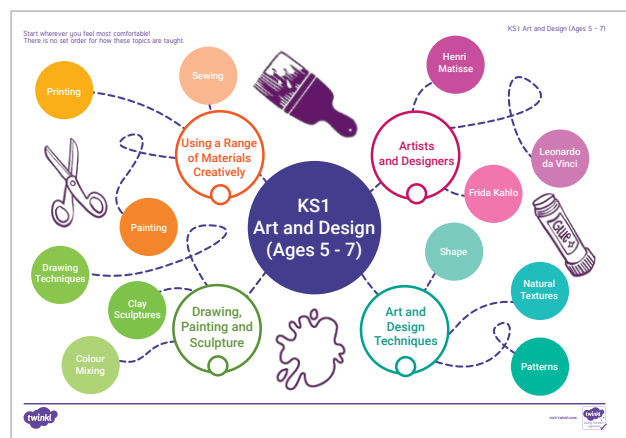 Start wherever you feel most comfortable!
There is no set order for how these topics are taught.
KS1 Art and Design (Ages 5 - 7)
Printing
Sewing
Using a Range
of Materials
Creatively
Painting
Henri
Matisse
Artists
and Designers
Leonardo
da Vinci
Frida Kahlo
KS1
Art and Design
(Ages 5 - 7)
GLUE
Drawing
Techniques
Clay
Sculptures
Colour
Mixing
Drawing,
Painting and
Sculpture
Shape
Art and
Design
Techniques
Natural
Textures
Patterns
twinkl
visit twinkl.com
twinkl